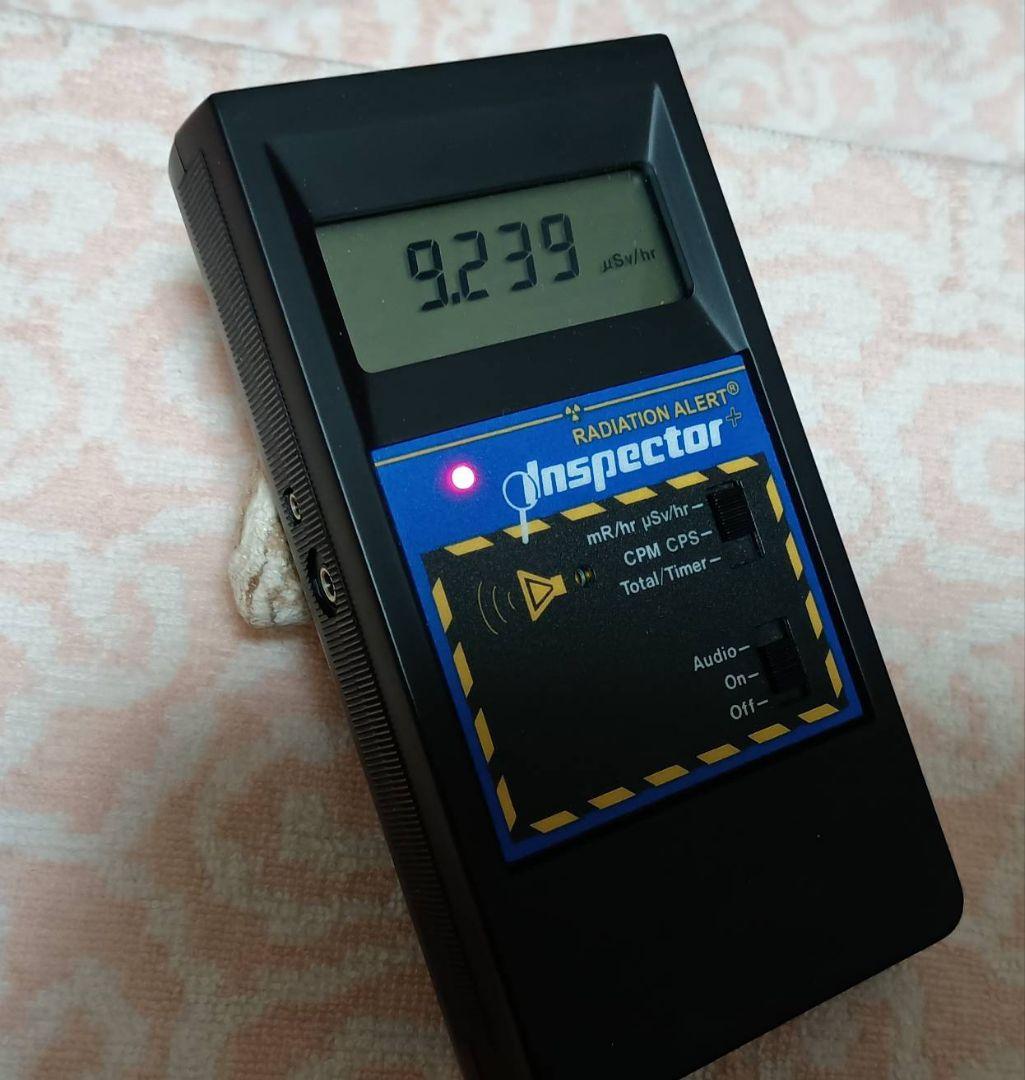 9.239 µSv/hr
RADIATION ALERT®
Inspector+
mR/hr µSv/hr
CPM CPS
Total/Timer
Audio
On
Off